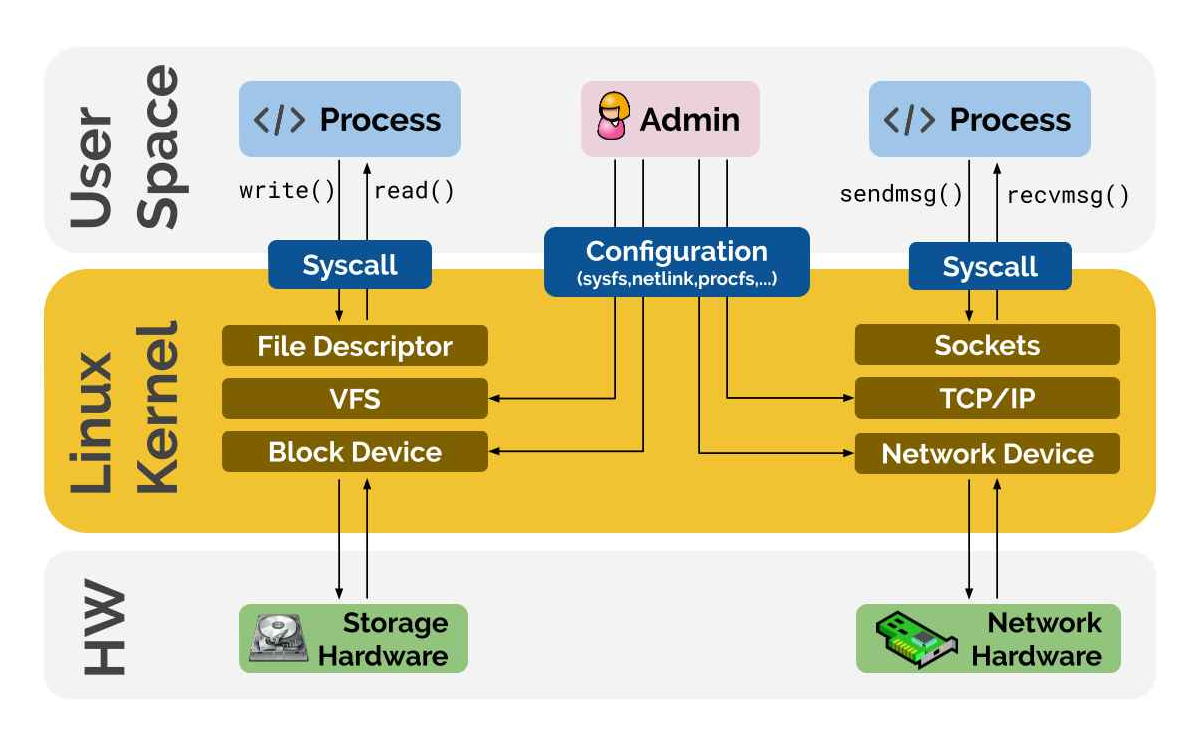 User
Space
</> Process
Admin
</> Process
write()
read()
sendmsg()
recvmsg()
Syscall
Configuration
(sysfs,netlink,procfs,...)
Syscall
Linux
Kernel
File Descriptor
VFS
Block Device
Sockets
TCP/IP
Network Device
HW
Storage
Hardware
Network
Hardware